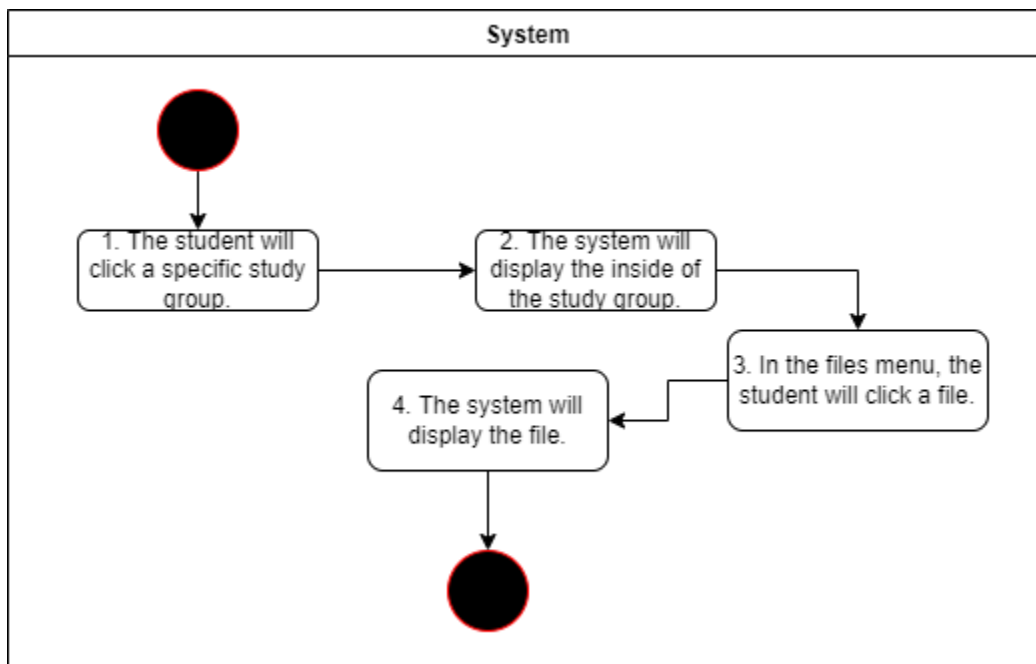 System
1. The student will
click a specific study
group.
2. The system will
display the inside of
the study group.
3. In the files menu, the
student will click a file.
4. The system will
display the file.